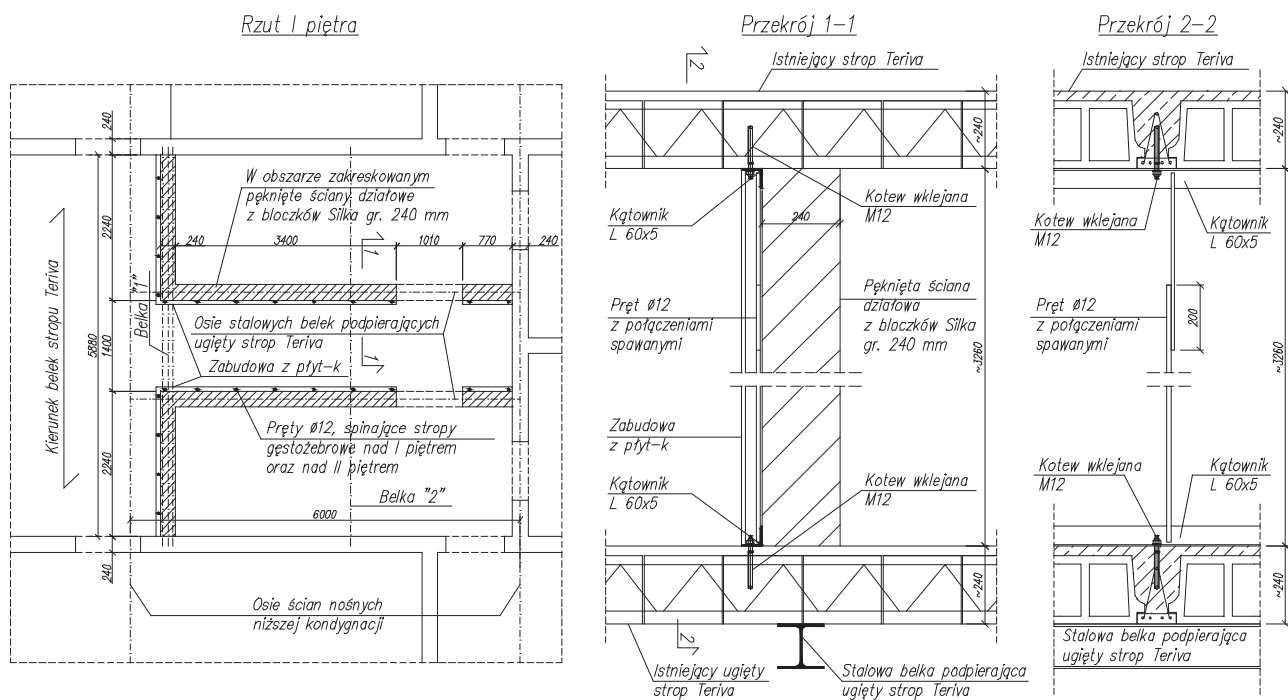 Rzut I piętra
W obszarze zakreskowanym
pęknięte ściany działowe
z bloczków Silka gr. 240 mm
240
2240
240
3400
1010
770
240
1
Kierunek belek stropu Teriva
5880
Belka "1"
1400
Osie stalowych belek podpierających
ugięty strop Teriva
1
Zabudowa z płyt-k
Pręty ø12, spinające stropy
gęstożebrowe nad I piętrem
oraz nad II piętrem
2240
Belka "2"
6000
240
Osie ścian nośnych
niższej kondygnacji
Przekrój 1-1
2
Istniejący strop Teriva
~240
Kątownik
L 60x5
240
Kotew wklejana
M12
Pręt ø12
z połączeniami
spawanymi
Pęknięta ściana
działowa
z bloczków Silka
gr. 240 mm
~3260
Zabudowa
z płyt-k
Kątownik
L 60x5
Kotew wklejana
M12
~240
2
Istniejący ugięty
strop Teriva
Stalowa belka podpierająca
ugięty strop Teriva
Przekrój 2-2
Istniejący strop Teriva
~240
Kotew wklejana
M12
Kątownik
L 60x5
Pręt ø12
z połączeniami
spawanymi
200
~3260
Kotew wklejana
M12
Kątownik
L 60x5
~240
Stalowa belka podpierająca
ugięty strop Teriva